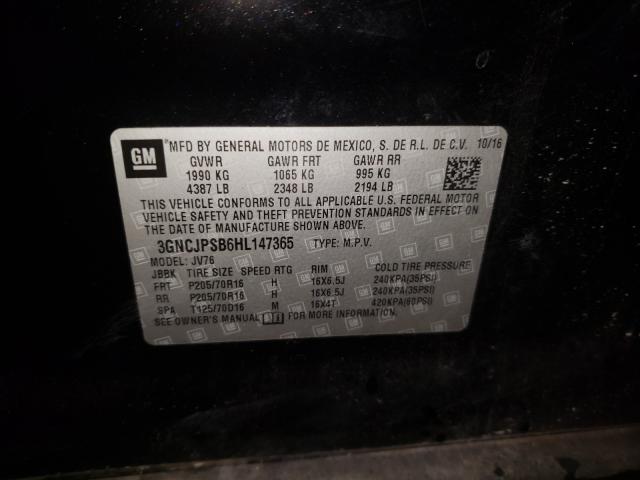 GM
MFD BY GENERAL MOTORS DE MEXICO, S. DE R.L. DE C.V. 10/16
GVWR GAWR FRT GAWR RR
1990 KG 1065 KG 995 KG
4387 LB 2348 LB 2194 LB
THIS VEHICLE CONFORMS TO ALL APPLICABLE U.S. FEDERAL MOTOR
VEHICLE SAFETY AND THEFT PREVENTION STANDARDS IN EFFECT ON
THE DATE OF MANUFACTURE SHOWN ABOVE.
3GNCJPSB6HL147365 TYPE: M.P.V.
MODEL: JV76
JBBK TIRE SIZE SPEED RTG RIM COLD TIRE PRESSURE
FRT P205/70R16 H 16X6.5J 240KPA(35PSI)
RR P205/70R16 H 16X6.5J 240KPA(35PSI)
SPA T125/70D16 M 16X4T 420KPA(60PSI)
SEE OWNER'S MANUAL FOR MORE INFORMATION.